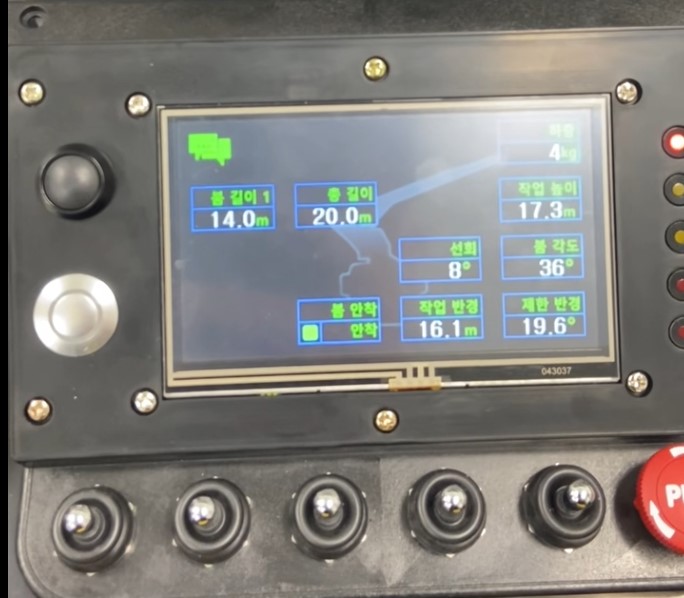 하중
4kg
붐 길이 1
14.0m
총 길이
20.0m
작업 높이
17.3m
선회
8°
붐 각도
36°
붐 안착
안착
작업 반경
16.1m
제한 반경
19.6°
043037